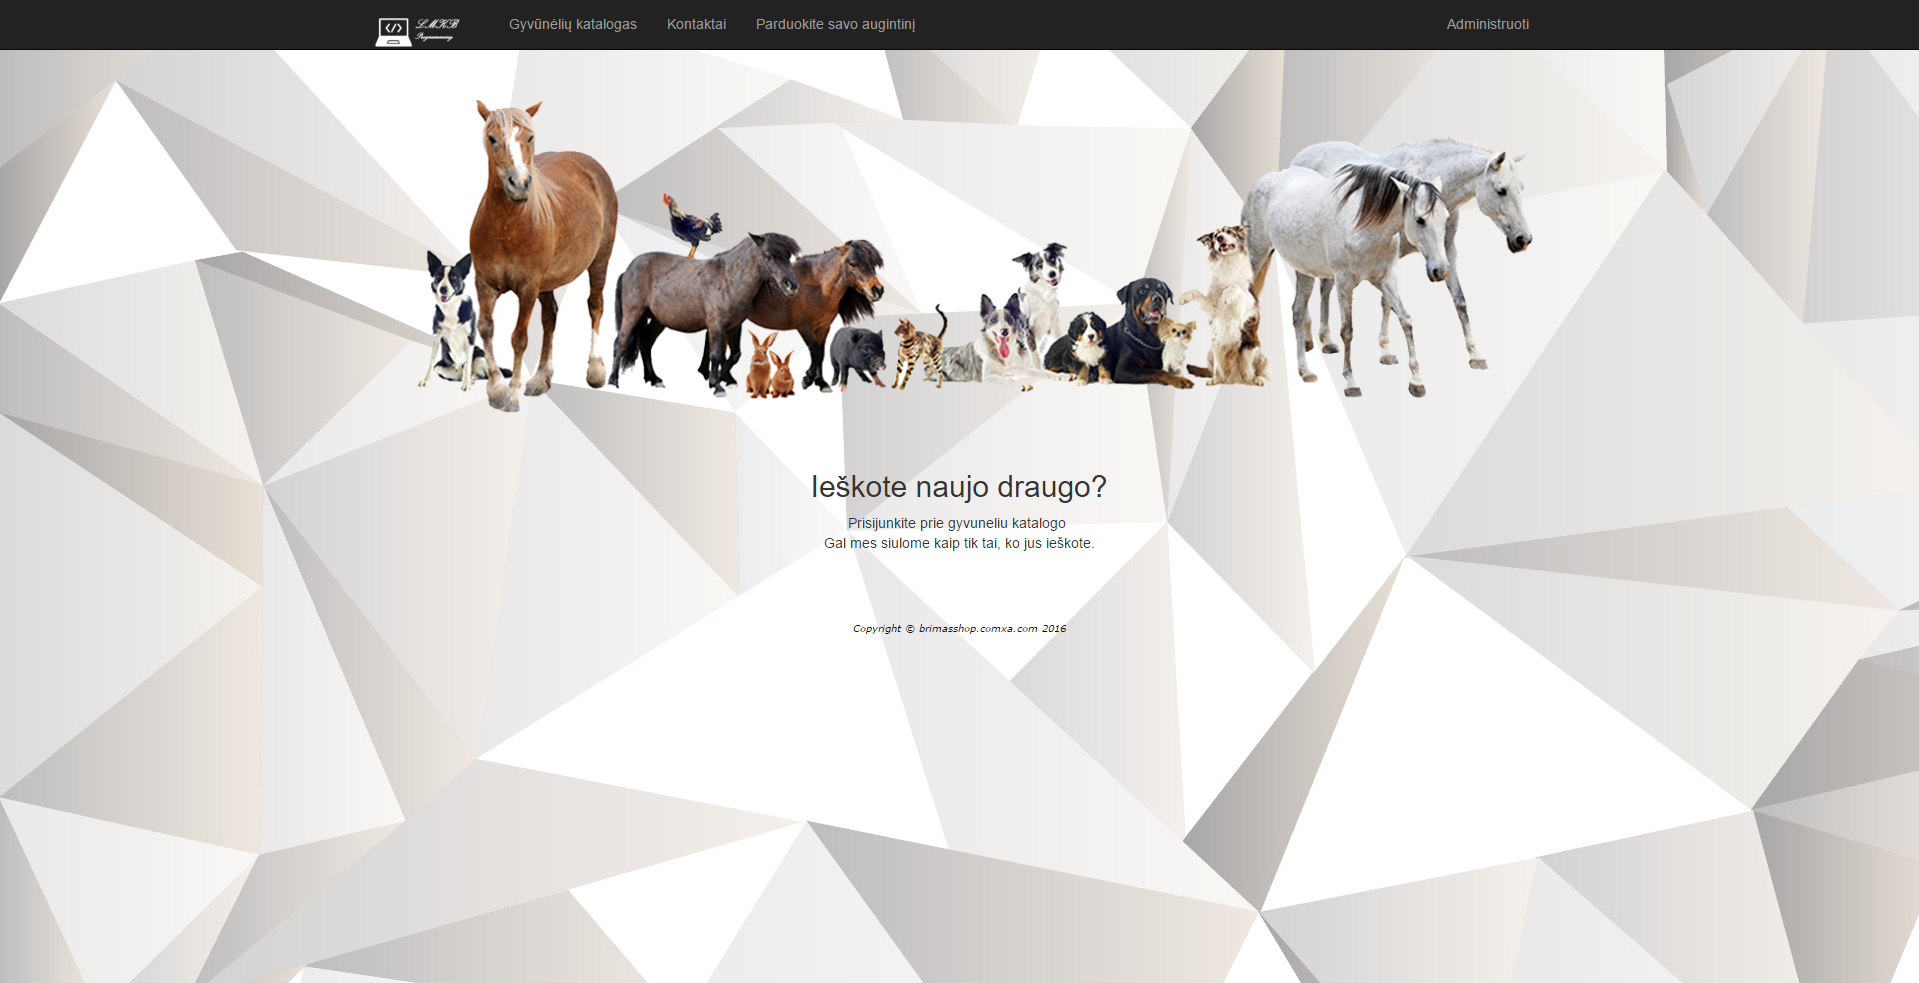 LMKB
Programming
Gyvūnėlių katalogas
Kontaktai
Parduokite savo augintinį
Administruoti
Ieškote naujo draugo?
Prisijunkite prie gyvuneliu katalogo
Gal mes siulome kaip tik tai, ko jus ieškote.
Copyright © brimasshop.comxa.com 2016